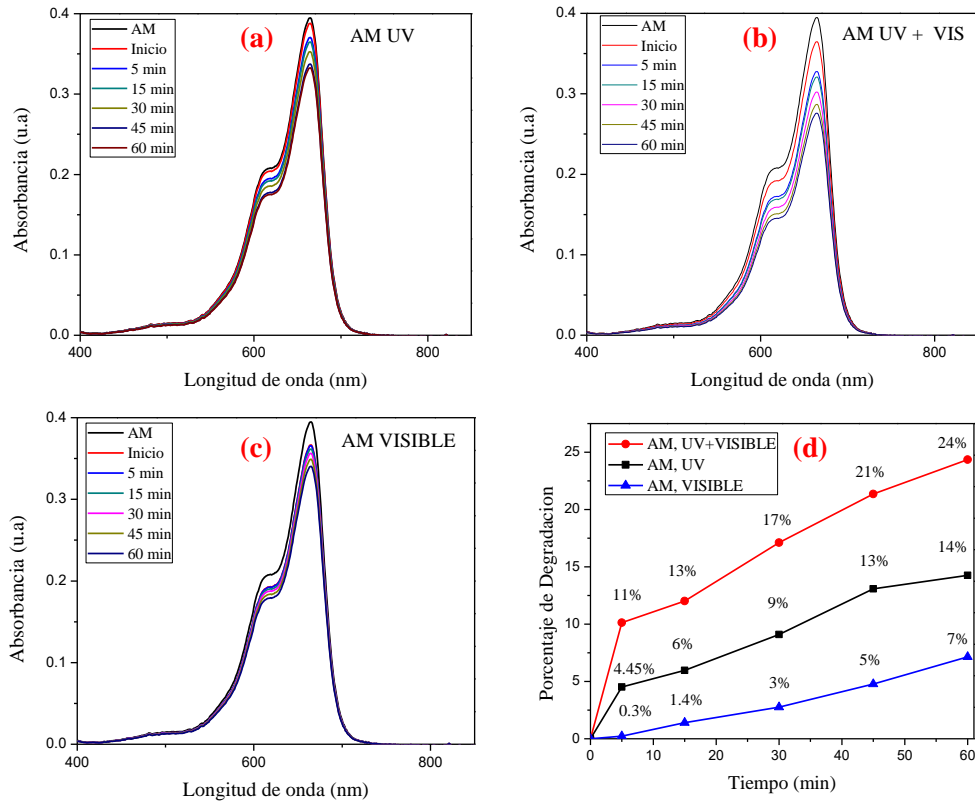 (a)
AM UV
AM
Inicio
5 min
15 min
30 min
45 min
60 min
Absorbancia (u.a)
0.4
0.3
0.2
0.1
0.0
400
600
800
Longitud de onda (nm)
(b)
AM UV + VIS
AM
Inicio
5 min
15 min
30 min
45 min
60 min
Absorbancia (u.a)
0.4
0.3
0.2
0.1
0.0
400
600
800
Longitud de onda (nm)
(c)
AM VISIBLE
AM
Inicio
5 min
15 min
30 min
45 min
60 min
Absorbancia (u.a)
0.4
0.3
0.2
0.1
0.0
400
600
800
Longitud de onda (nm)
(d)
AM, UV+VISIBLE
AM, UV
AM, VISIBLE
Porcentaje de Degradacion
25
20
15
10
5
0
11%
13%
17%
21%
24%
4.45%
6%
9%
13%
14%
0.3%
1.4%
3%
5%
7%
0 10 20 30 40 50 60
Tiempo (min)